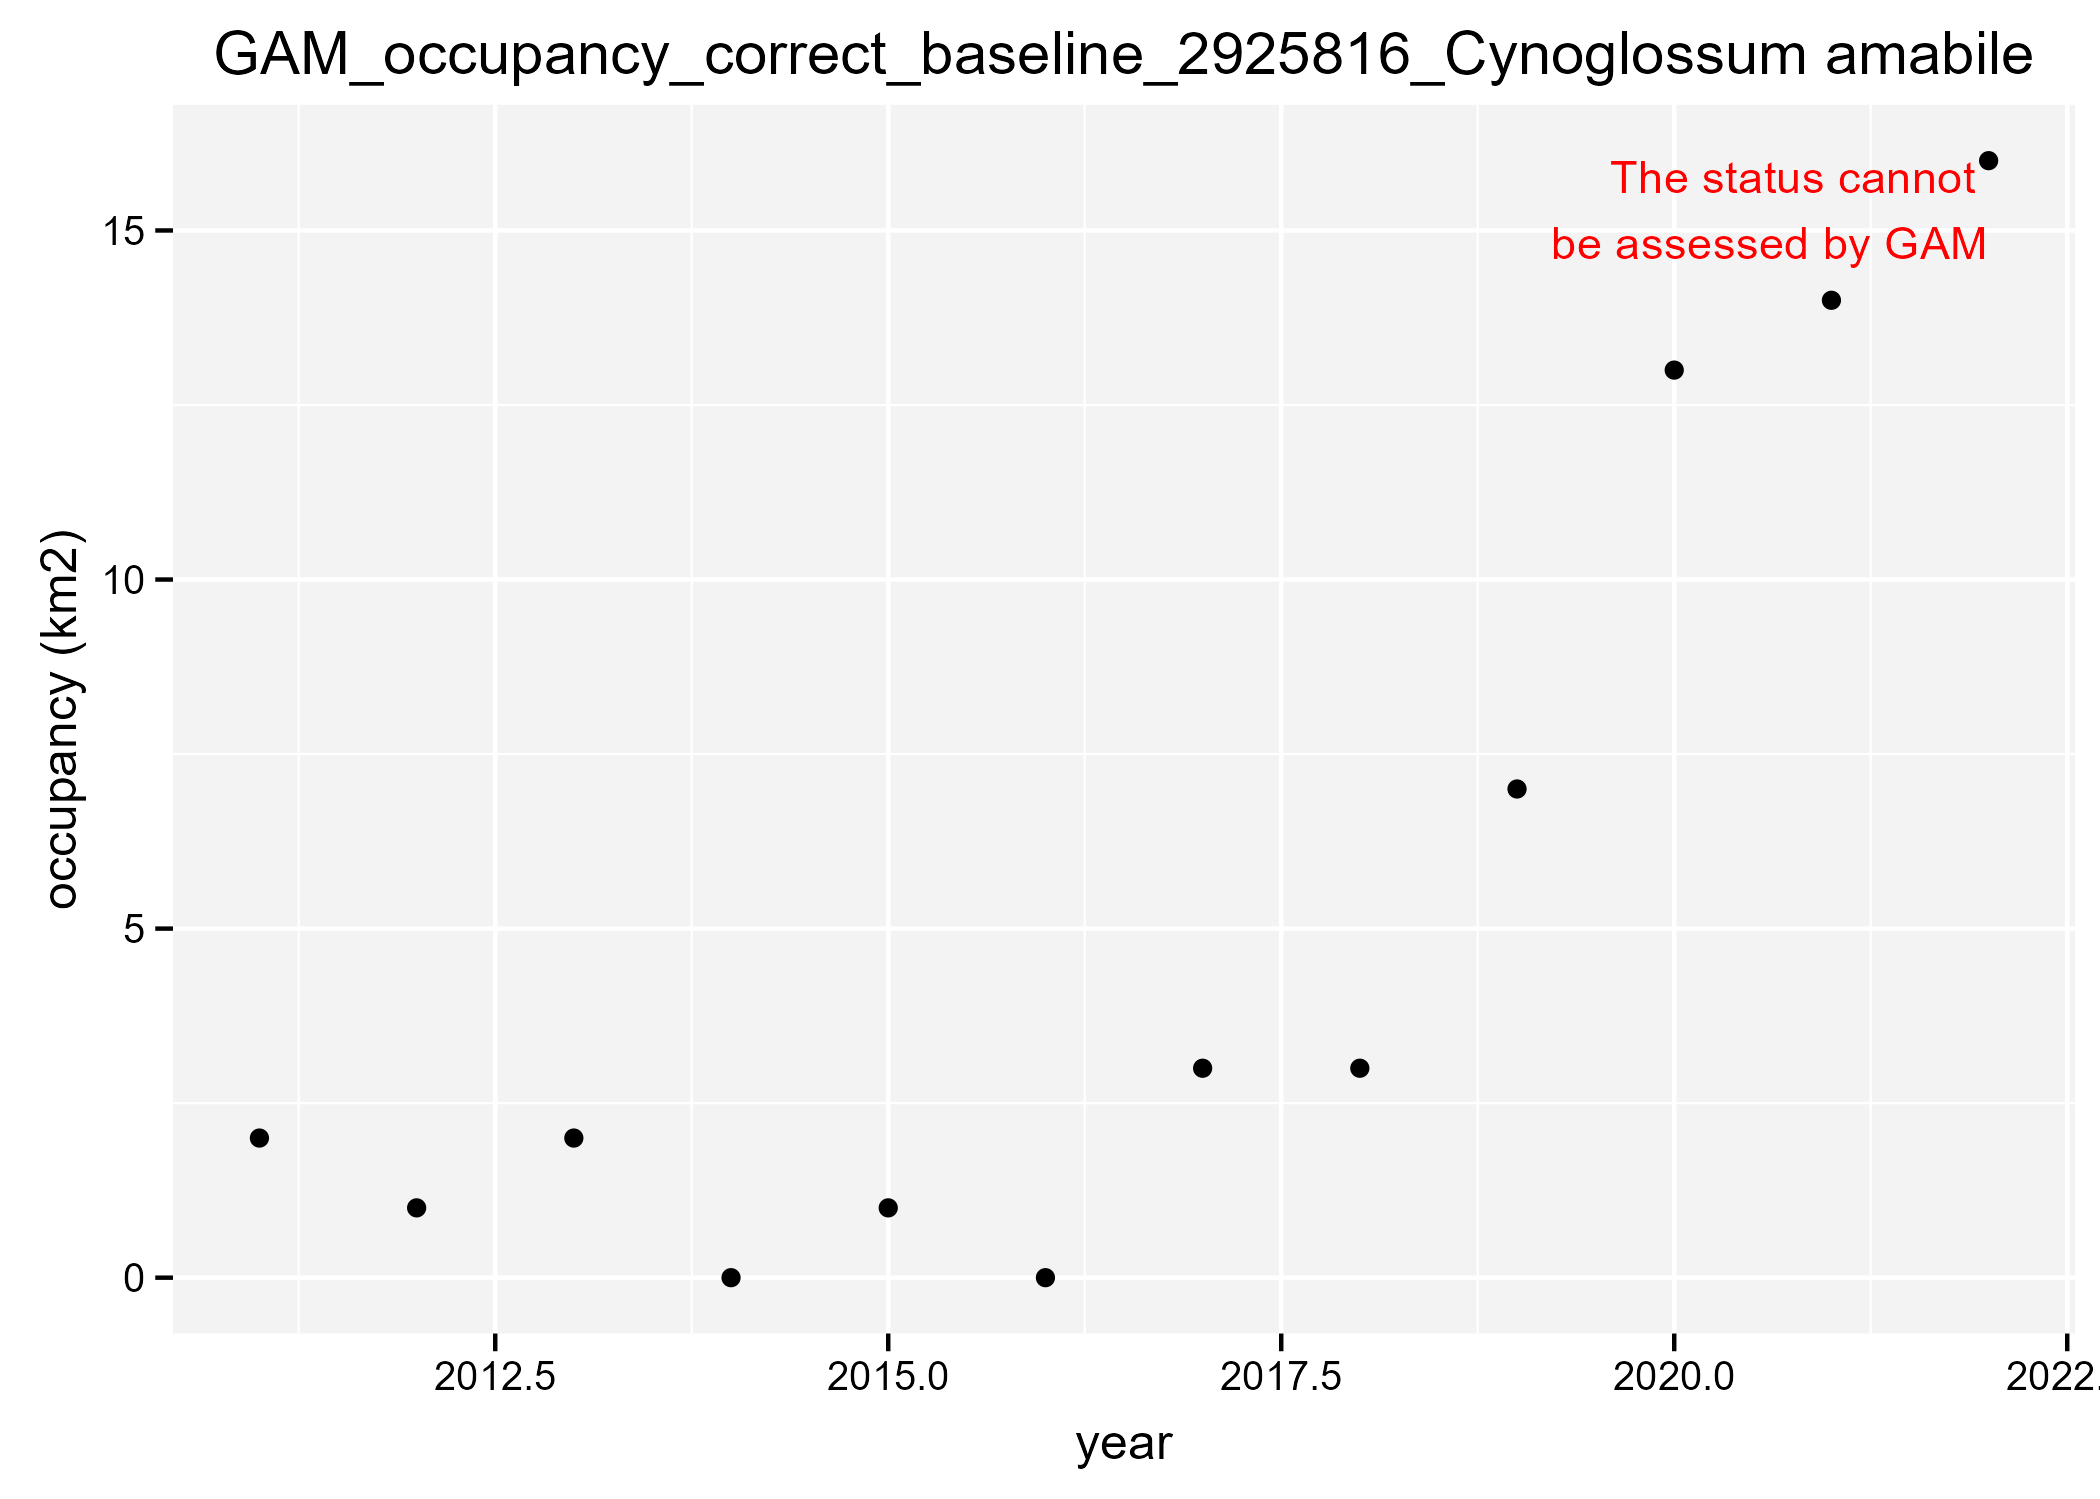 GAM_occupancy_correct_baseline_2925816_Cynoglossum amabile
The status cannot
be assessed by GAM
15
10
5
0
occupancy (km2)
2012.5 2015.0 2017.5 2020.0 2022.
year